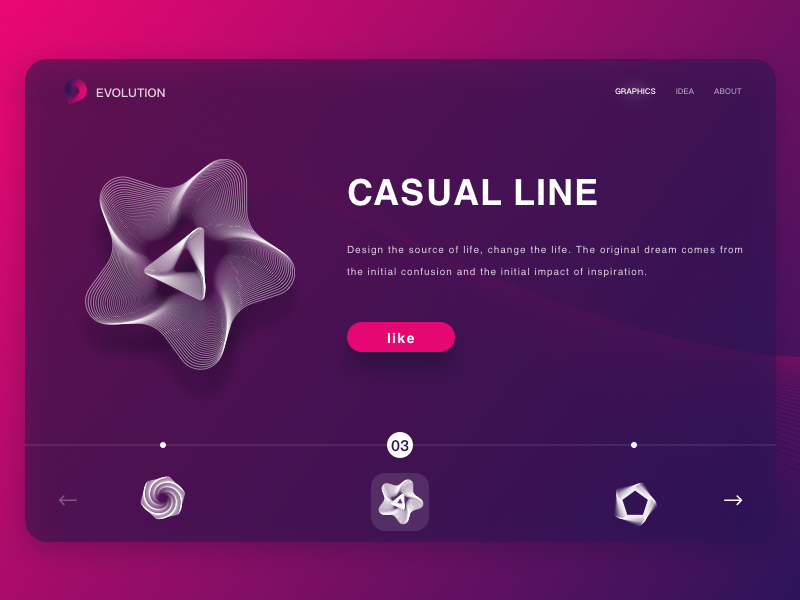 EVOLUTION
GRAPHICS IDEA ABOUT
CASUAL LINE
Design the source of life, change the life. The original dream comes from
the initial confusion and the initial impact of inspiration.
like
03